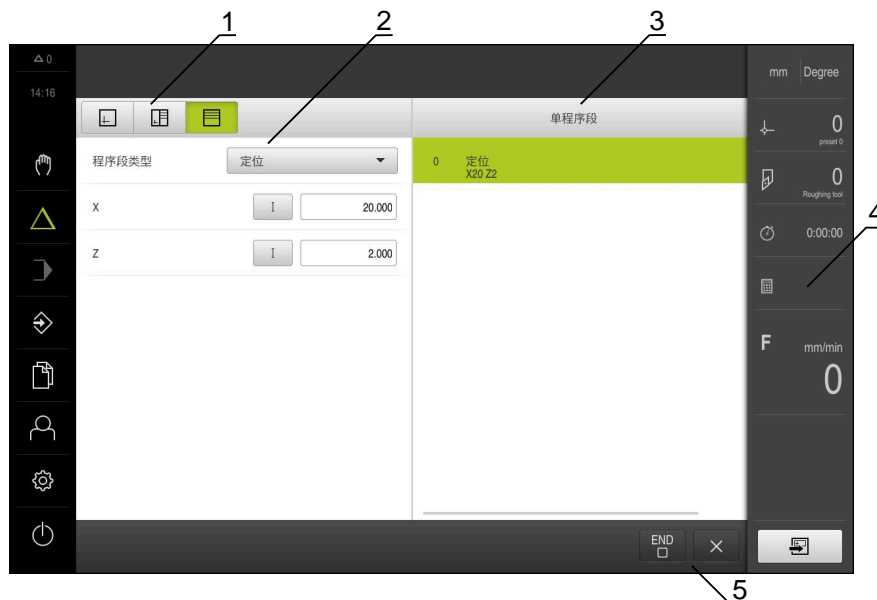 1
2
3
0
14:16
mm Degree
单程序段
0
preset 0
程序段类型
定位
0 定位
X20 Z2
0
Roughing tool
X
I
20.000
4
0:00:00
Z
I
2.000
F
mm/min
0
END
5